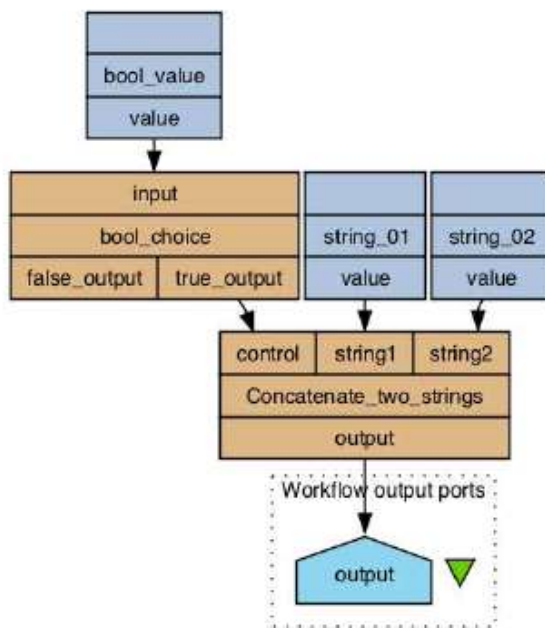 bool_value
value
input
bool_choice
false_output true_output
string_01
value
string_02
value
control string1 string2
Concatenate_two_strings
output
Workflow output ports
output